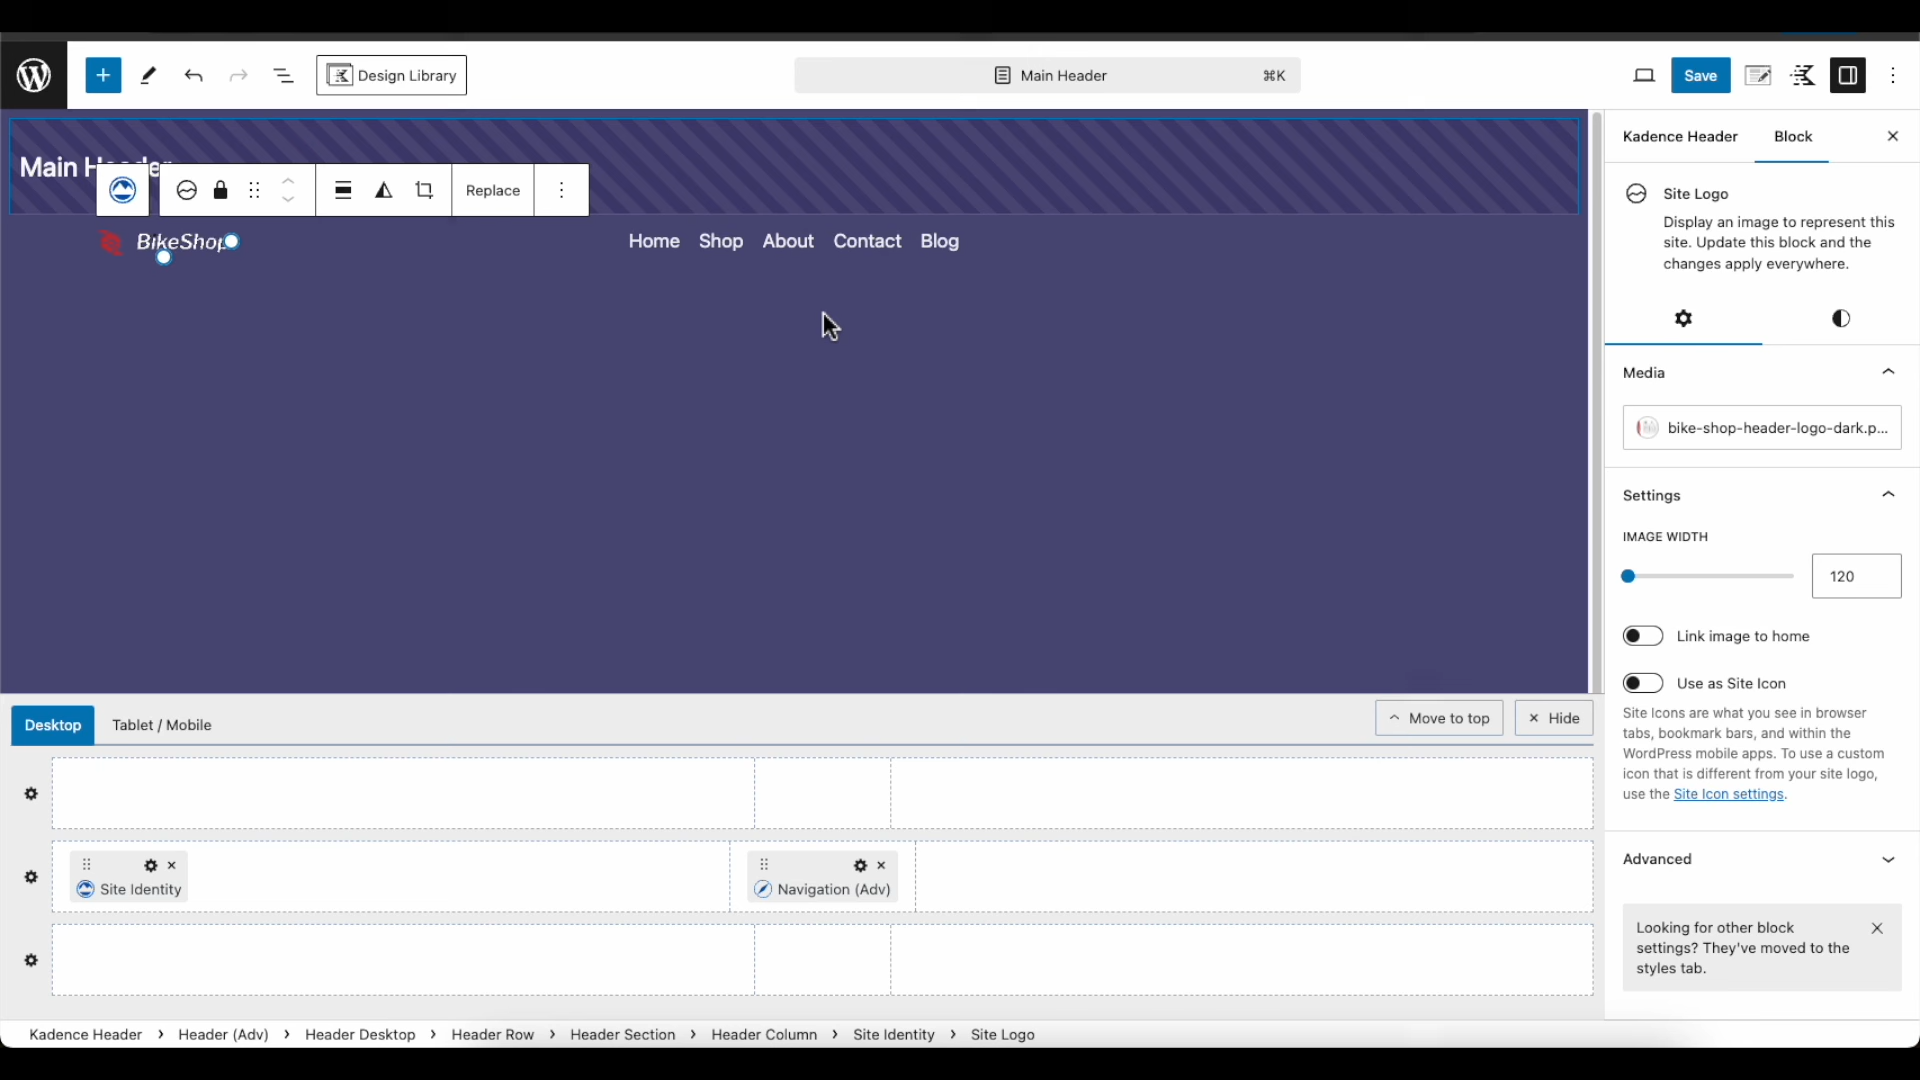 Design Library
Main Header
⌘K
Save
Main Header
Replace
BikeShop
Home Shop About Contact Blog
Kadence Header
Block
Site Logo
Display an image to represent this
site. Update this block and the
changes apply everywhere.
Media
bike-shop-header-logo-dark.p...
Settings
IMAGE WIDTH
120
Link image to home
Use as Site Icon
Site Icons are what you see in browser
tabs, bookmark bars, and within the
WordPress mobile apps. To use a custom
icon that is different from your site logo,
use the Site Icon settings.
Advanced
Looking for other block
settings? They've moved to the
styles tab.
Desktop
Tablet / Mobile
Move to top
Hide
Site Identity
Navigation (Adv)
Kadence Header › Header (Adv) › Header Desktop › Header Row › Header Section › Header Column › Site Identity › Site Logo